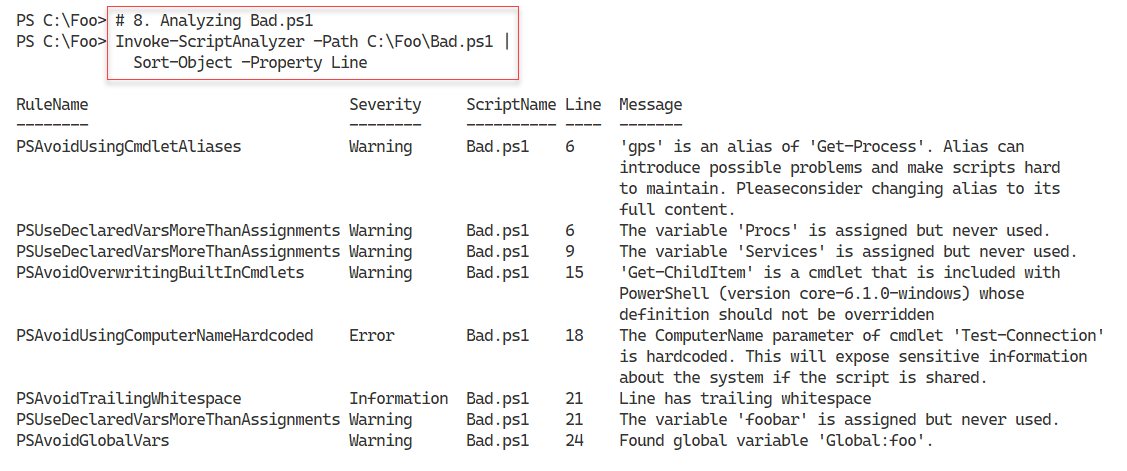 PS C:\Foo> # 8. Analyzing Bad.ps1
PS C:\Foo> Invoke-ScriptAnalyzer -Path C:\Foo\Bad.ps1 |
Sort-Object -Property Line
RuleName Severity ScriptName Line Message
-------- -------- ---------- ---- -------
PSAvoidUsingCmdletAliases Warning Bad.ps1 6 'gps' is an alias of 'Get-Process'. Alias can
introduce possible problems and make scripts hard
to maintain. Pleaseconsider changing alias to its
full content.
PSUseDeclaredVarsMoreThanAssignments Warning Bad.ps1 6 The variable 'Procs' is assigned but never used.
PSUseDeclaredVarsMoreThanAssignments Warning Bad.ps1 9 The variable 'Services' is assigned but never used.
PSAvoidOverwritingBuiltInCmdlets Warning Bad.ps1 15 'Get-ChildItem' is a cmdlet that is included with
PowerShell (version core-6.1.0-windows) whose
definition should not be overridden
PSAvoidUsingComputerNameHardcoded Error Bad.ps1 18 The ComputerName parameter of cmdlet 'Test-Connection'
is hardcoded. This will expose sensitive information
about the system if the script is shared.
PSAvoidTrailingWhitespace Information Bad.ps1 21 Line has trailing whitespace
PSUseDeclaredVarsMoreThanAssignments Warning Bad.ps1 21 The variable 'foobar' is assigned but never used.
PSAvoidGlobalVars Warning Bad.ps1 24 Found global variable 'Global:foo'.